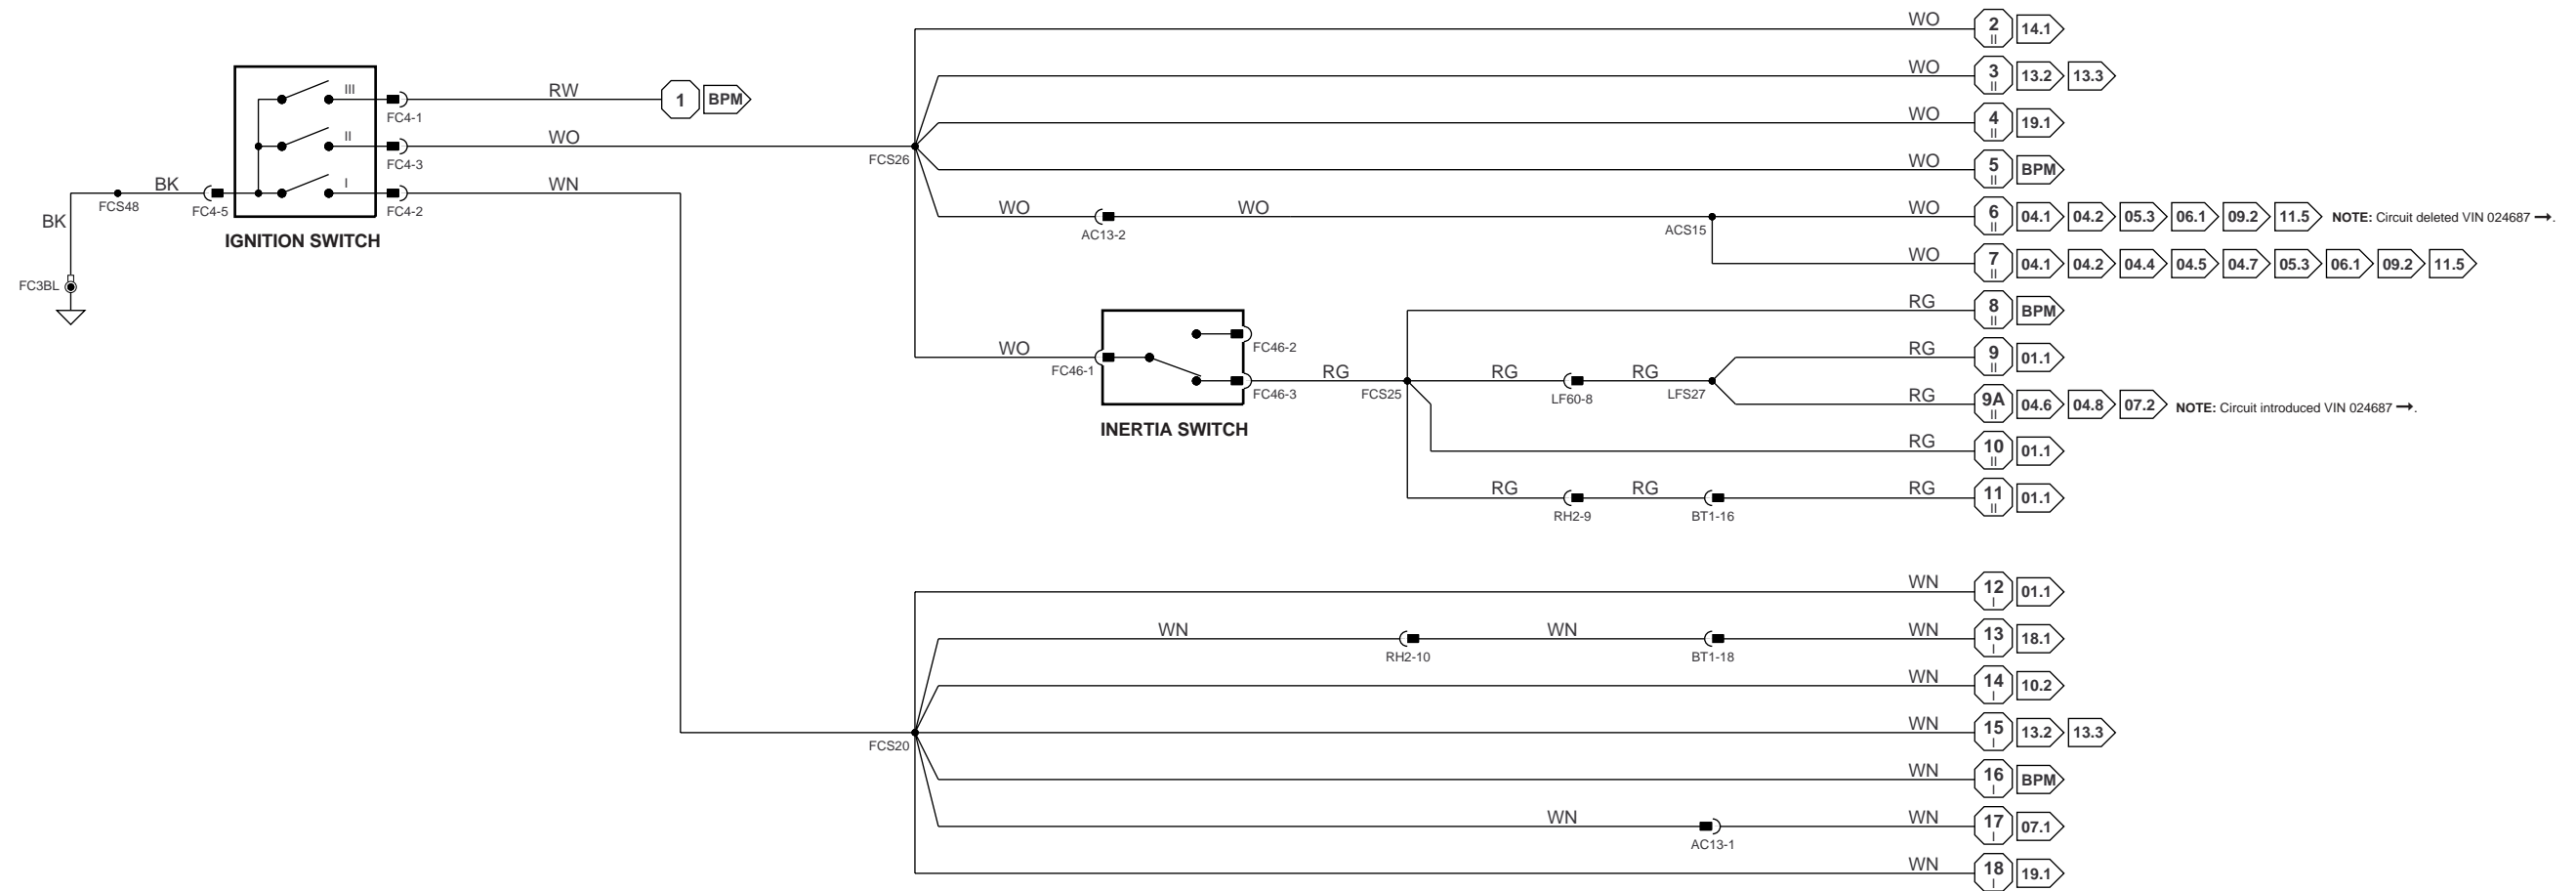 WO 2 II 14.1
WO 3 II 13.2 13.3
III RW 1 BPM
FC4-1
WO 4 II 19.1
II WO
FC4-3 FCS26
WO 5 II BPM
BK I WN
FCS48 FC4-5 FC4-2
BK
WO WO WO 6 II 04.1 04.2 05.3 06.1 09.2 11.5 NOTE: Circuit deleted VIN 024687 →.
AC13-2 ACS15
IGNITION SWITCH
WO 7 II 04.1 04.2 04.4 04.5 04.7 05.3 06.1 09.2 11.5
FC3BL
RG 8 II BPM
WO FC46-2 RG 9 II 01.1
FC46-1
RG RG RG
FC46-3 FCS25 LF60-8 LFS27
RG 9A II 04.6 04.8 07.2 NOTE: Circuit introduced VIN 024687 →.
INERTIA SWITCH
RG 10 II 01.1
RG RG RG 11 II 01.1
RH2-9 BT1-16
WN 12 I 01.1
WN WN WN 13 I 18.1
RH2-10 BT1-18
WN 14 I 10.2
WN 15 I 13.2 13.3
FCS20
WN 16 I BPM
WN WN 17 I 07.1
AC13-1
WN 18 I 19.1